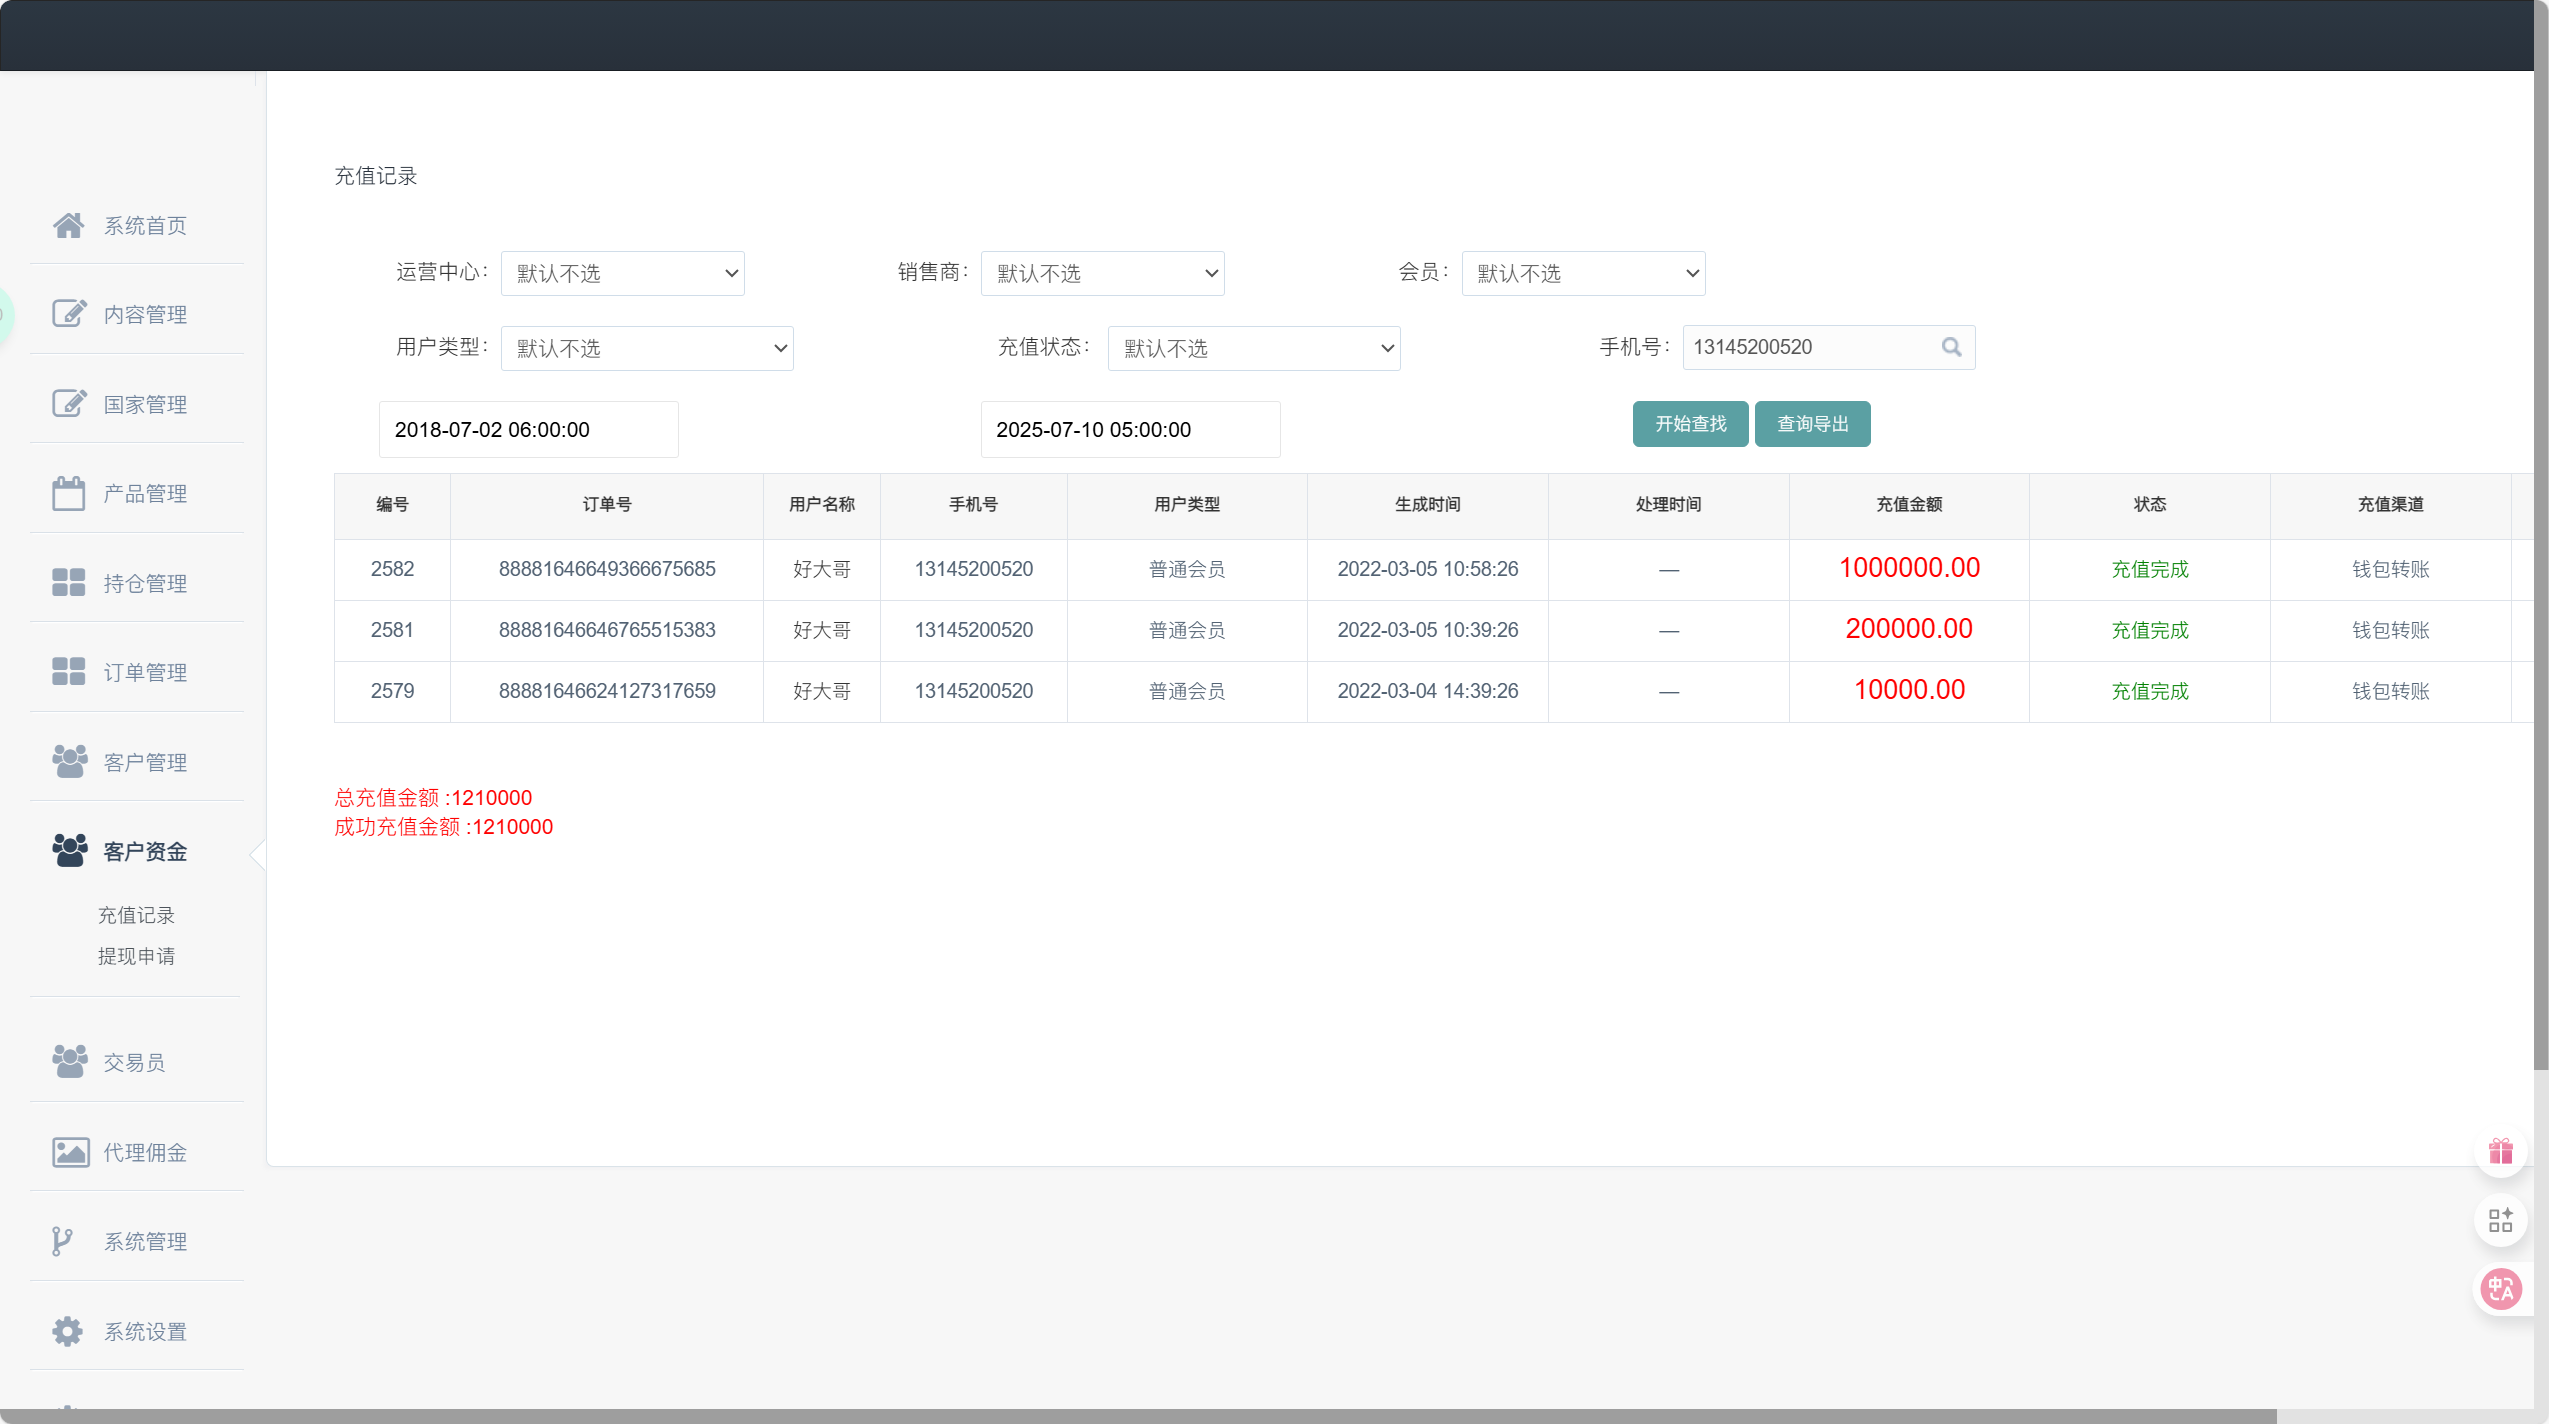 充值记录
系统首页
内容管理
国家管理
产品管理
持仓管理
订单管理
客户管理
客户资金
充值记录
提现申请
交易员
代理佣金
系统管理
系统设置
运营中心： 默认不选 销售商： 默认不选 会员： 默认不选
用户类型： 默认不选 充值状态： 默认不选 手机号： 13145200520
2018-07-02 06:00:00 2025-07-10 05:00:00 开始查找 查询导出
编号 订单号 用户名称 手机号 用户类型 生成时间 处理时间 充值金额 状态 充值渠道
2582 88881646649366675685 好大哥 13145200520 普通会员 2022-03-05 10:58:26 — 1000000.00 充值完成 钱包转账
2581 88881646646765515383 好大哥 13145200520 普通会员 2022-03-05 10:39:26 — 200000.00 充值完成 钱包转账
2579 88881646624127317659 好大哥 13145200520 普通会员 2022-03-04 14:39:26 — 10000.00 充值完成 钱包转账
总充值金额 :1210000
成功充值金额 :1210000
中A